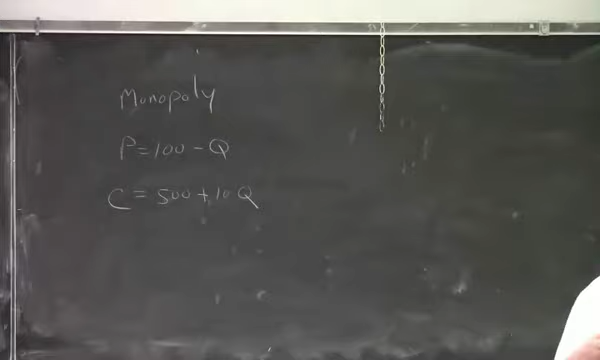 Monopoly
P = 100 - Q
C = 500 + 10 Q